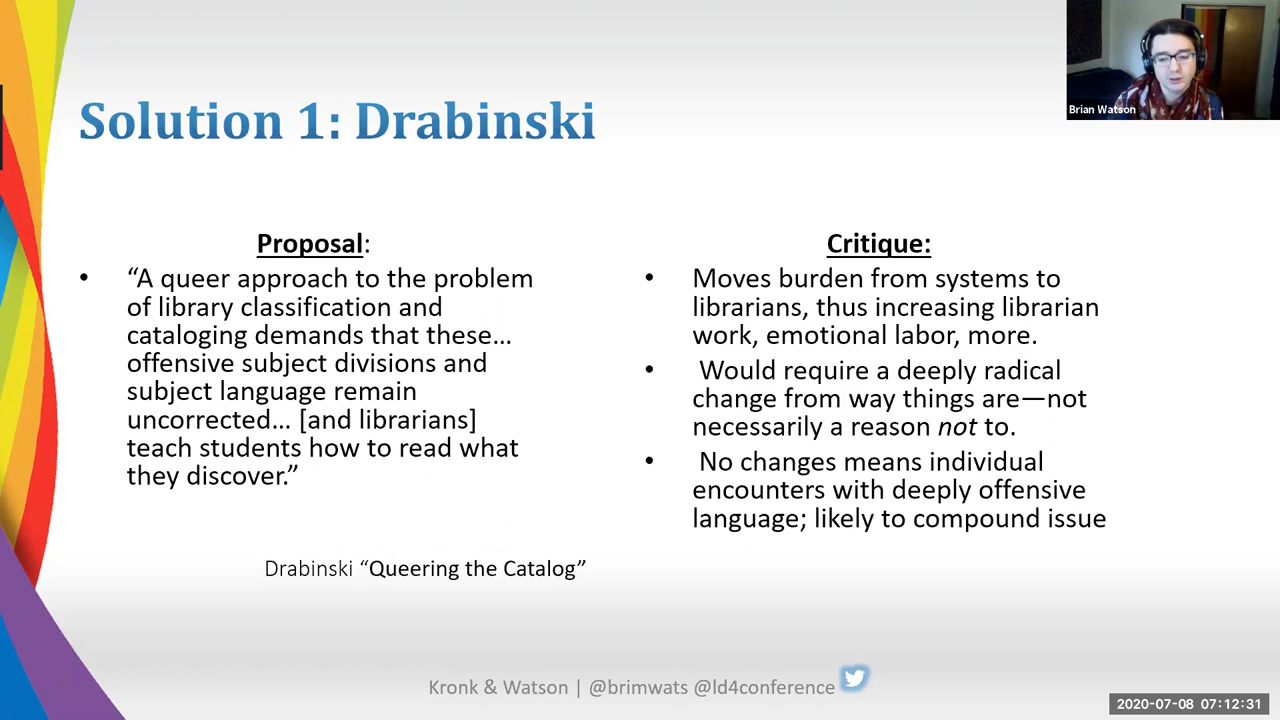 Brian Watson
Solution 1: Drabinski
Proposal:
• “A queer approach to the problem
of library classification and
cataloging demands that these…
offensive subject divisions and
subject language remain
uncorrected… [and librarians]
teach students how to read what
they discover.”
Drabinski “Queering the Catalog”
Critique:
• Moves burden from systems to
librarians, thus increasing librarian
work, emotional labor, more.
• Would require a deeply radical
change from way things are—not
necessarily a reason not to.
• No changes means individual
encounters with deeply offensive
language; likely to compound issue
Kronk & Watson | @brimwats @ld4conference
2020-07-08 07:12:31